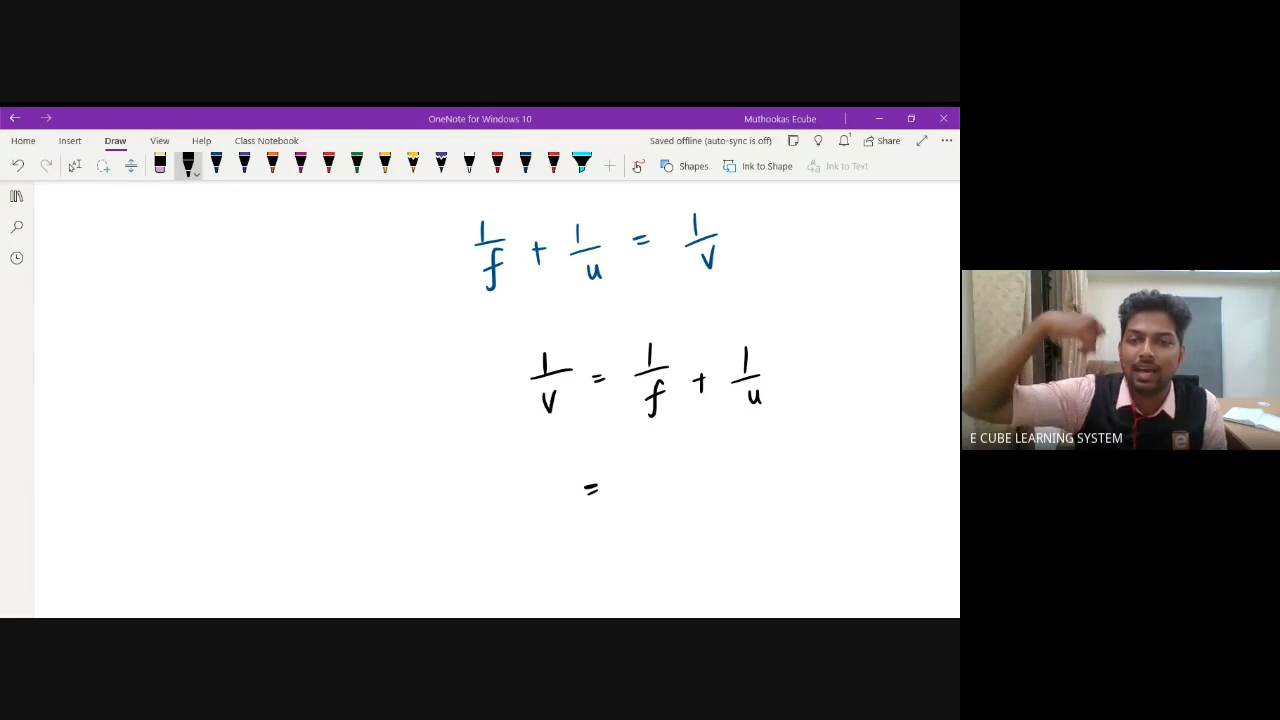 OneNote for Windows 10
Muthookas Ecube
Home Insert Draw View Help Class Notebook
Saved offline (auto-sync is off)
Share
Shapes
Ink to Shape
Ink to Text
1/f + 1/u = 1/v
1/v = 1/f + 1/u
=
E CUBE LEARNING SYSTEM